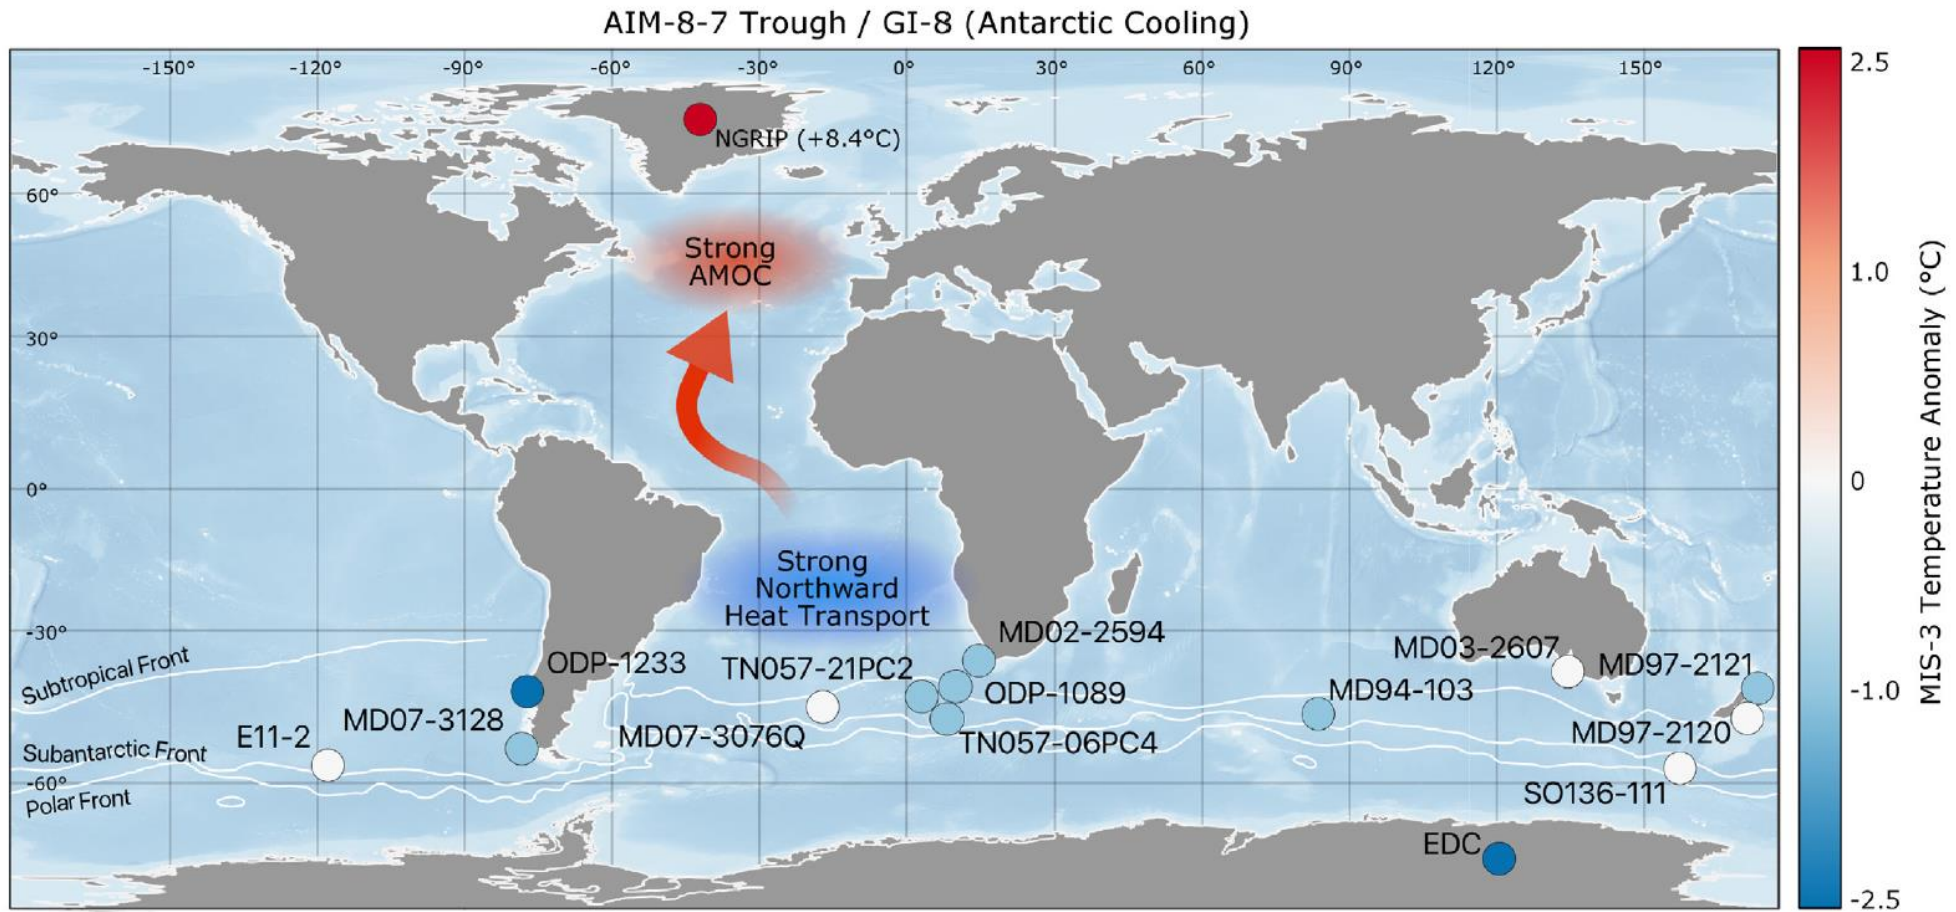 AIM-8-7 Trough / GI-8 (Antarctic Cooling)
-150° -120° -90° -60° -30° 0° 30° 60° 90° 120° 150°
2.5
NGRIP (+8.4°C)
60°
Strong
AMOC
1.0
30°
0°
0
MIS-3 Temperature Anomaly (°C)
Strong
Northward
Heat Transport
-30°
MD02-2594
MD03-2607
MD97-2121
Subtropical Front
ODP-1233
TN057-21PC2
ODP-1089
MD94-103
-1.0
E11-2
MD07-3128
MD07-3076Q
TN057-06PC4
MD97-2120
Subantarctic Front
-60°
Polar Front
SO136-111
EDC
-2.5